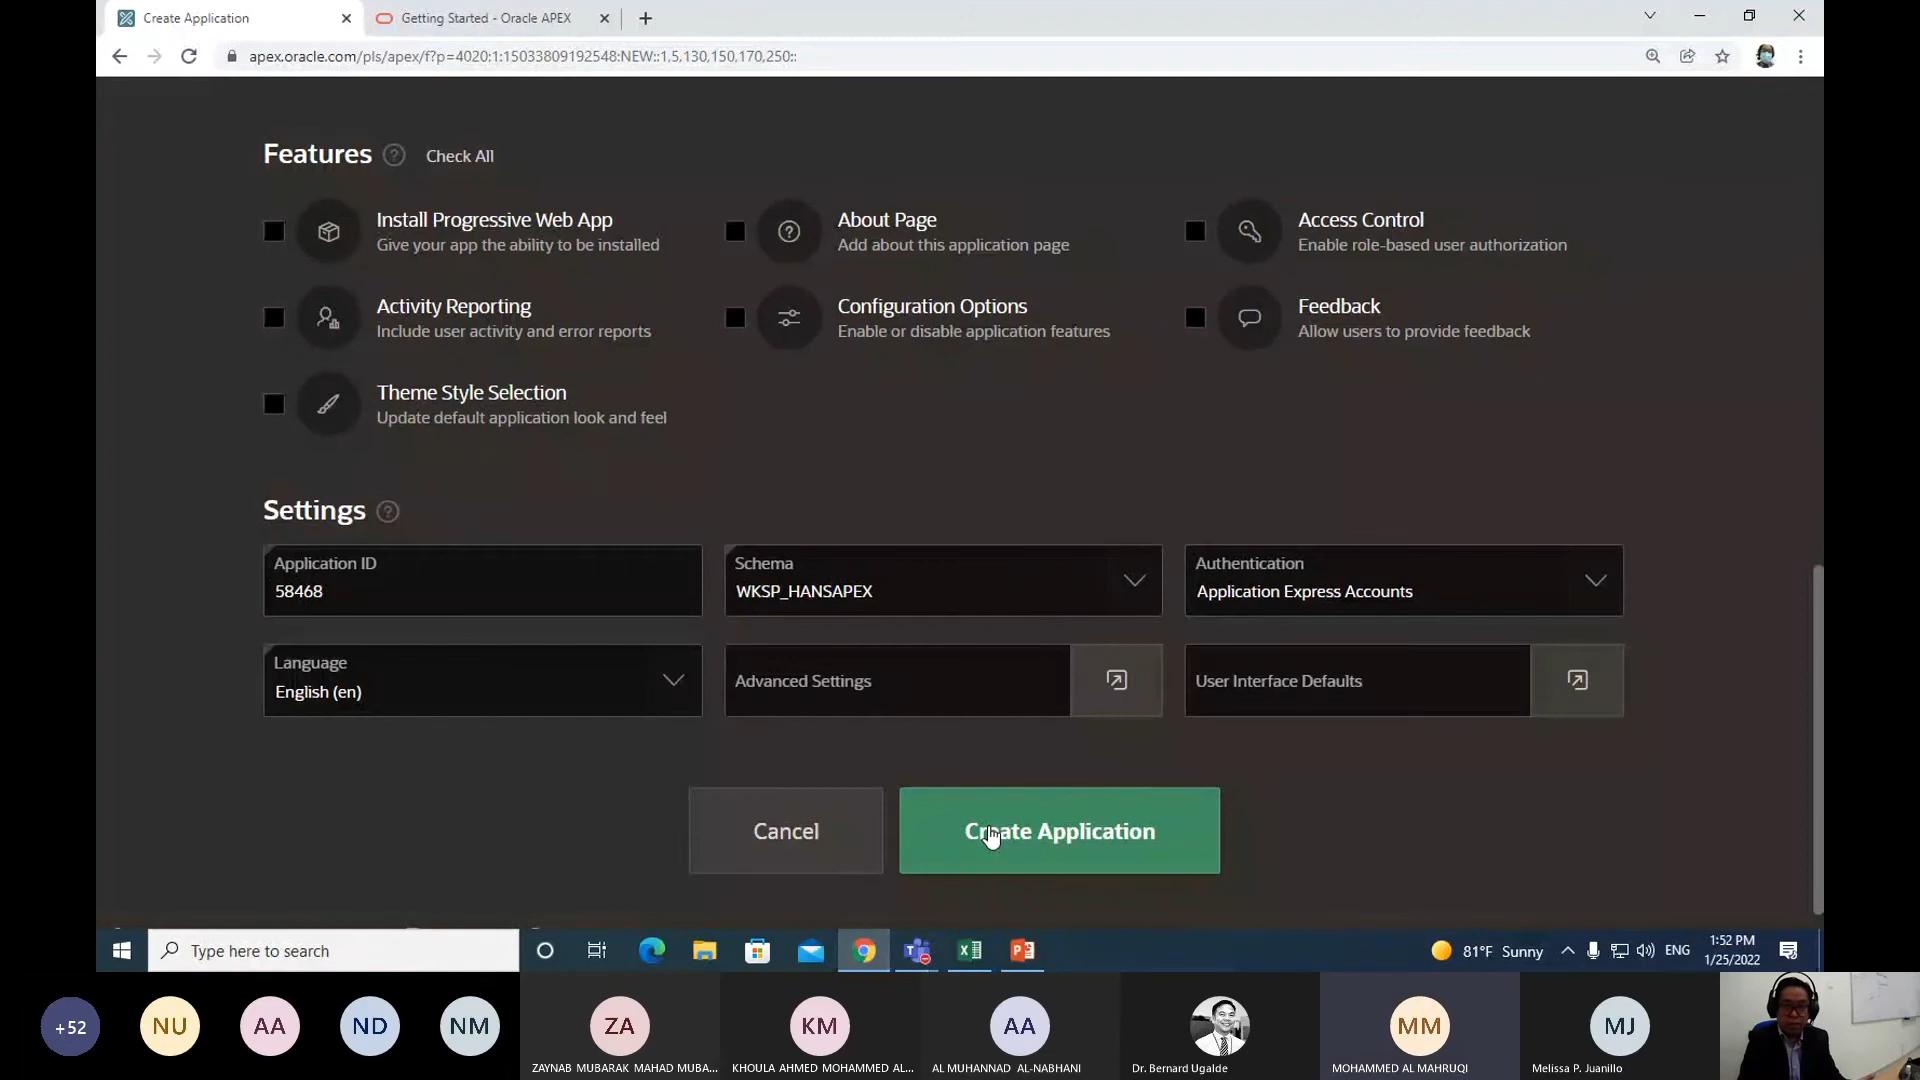 Create Application
Getting Started - Oracle APEX
apex.oracle.com/pls/apex/f?p=4020:1:15033809192548:NEW::1,5,130,150,170,250::
Features
Check All
Install Progressive Web App
Give your app the ability to be installed
About Page
Add about this application page
Access Control
Enable role-based user authorization
Activity Reporting
Include user activity and error reports
Configuration Options
Enable or disable application features
Feedback
Allow users to provide feedback
Theme Style Selection
Update default application look and feel
Settings
Application ID
58468
Schema
WKSP_HANSAPEX
Authentication
Application Express Accounts
Language
English (en)
Advanced Settings
User Interface Defaults
Cancel
Create Application
Type here to search
81°F Sunny
ENG
1:52 PM
1/25/2022
+52
NU
AA
ND
NM
ZA
ZAYNAB MUBARAK MAHAD MUBA...
KM
KHOULA AHMED MOHAMMED AL...
AA
AL MUHANNAD AL-NABHANI
Dr. Bernard Ugalde
MM
MOHAMMED AL MAHRUQI
MJ
Melissa P. Juanillo